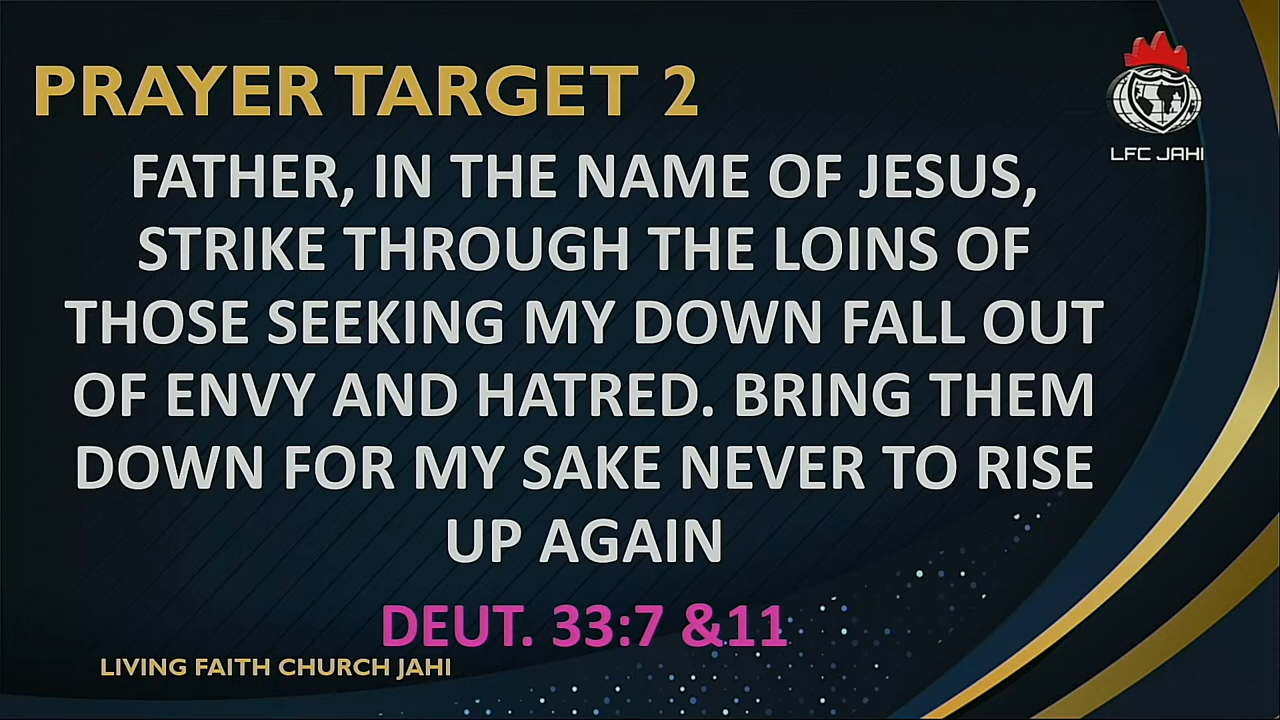 PRAYER TARGET 2
LFC JAHI
FATHER, IN THE NAME OF JESUS,
STRIKE THROUGH THE LOINS OF
THOSE SEEKING MY DOWN FALL OUT
OF ENVY AND HATRED. BRING THEM
DOWN FOR MY SAKE NEVER TO RISE
UP AGAIN
DEUT. 33:7 &11
LIVING FAITH CHURCH JAHI